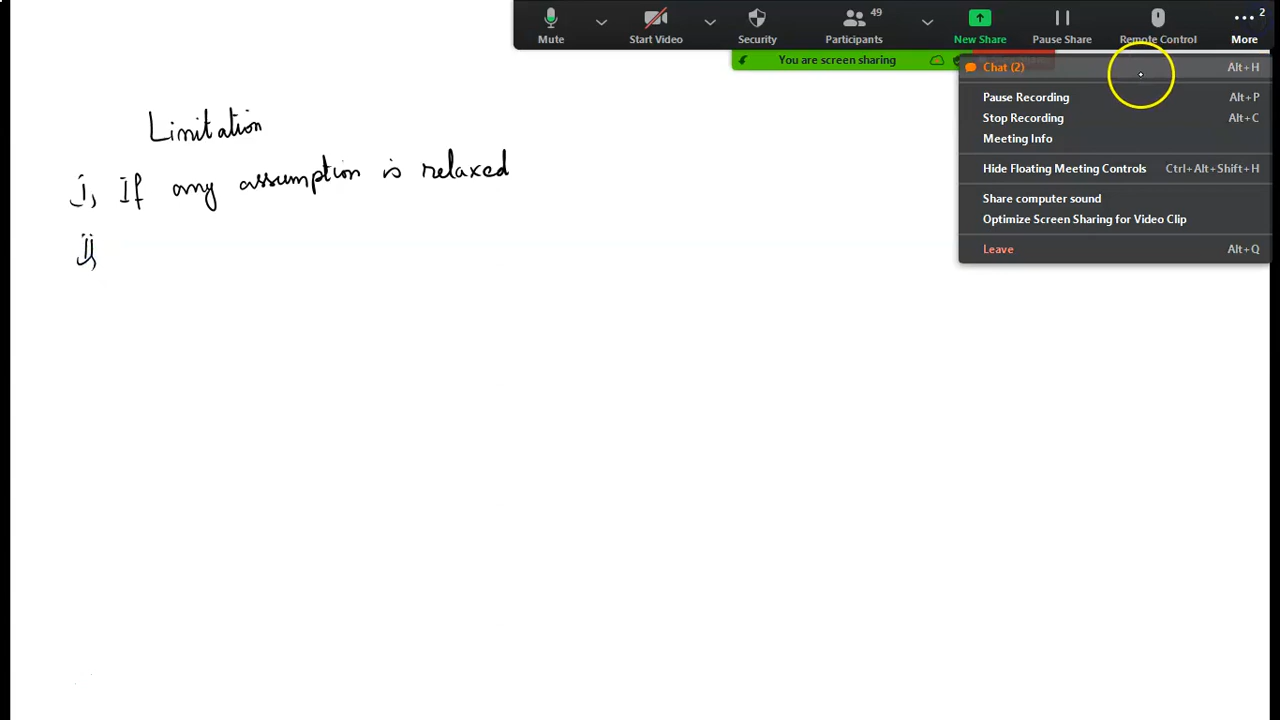 49
2
Mute
Start Video
Security
Participants
New Share
Pause Share
Remote Control
More
You are screen sharing
Chat (2) Alt+H
Pause Recording Alt+P
Stop Recording Alt+C
Meeting Info
Hide Floating Meeting Controls Ctrl+Alt+Shift+H
Share computer sound
Optimize Screen Sharing for Video Clip
Leave Alt+Q
Limitation
i, If any assumption is relaxed
ii,